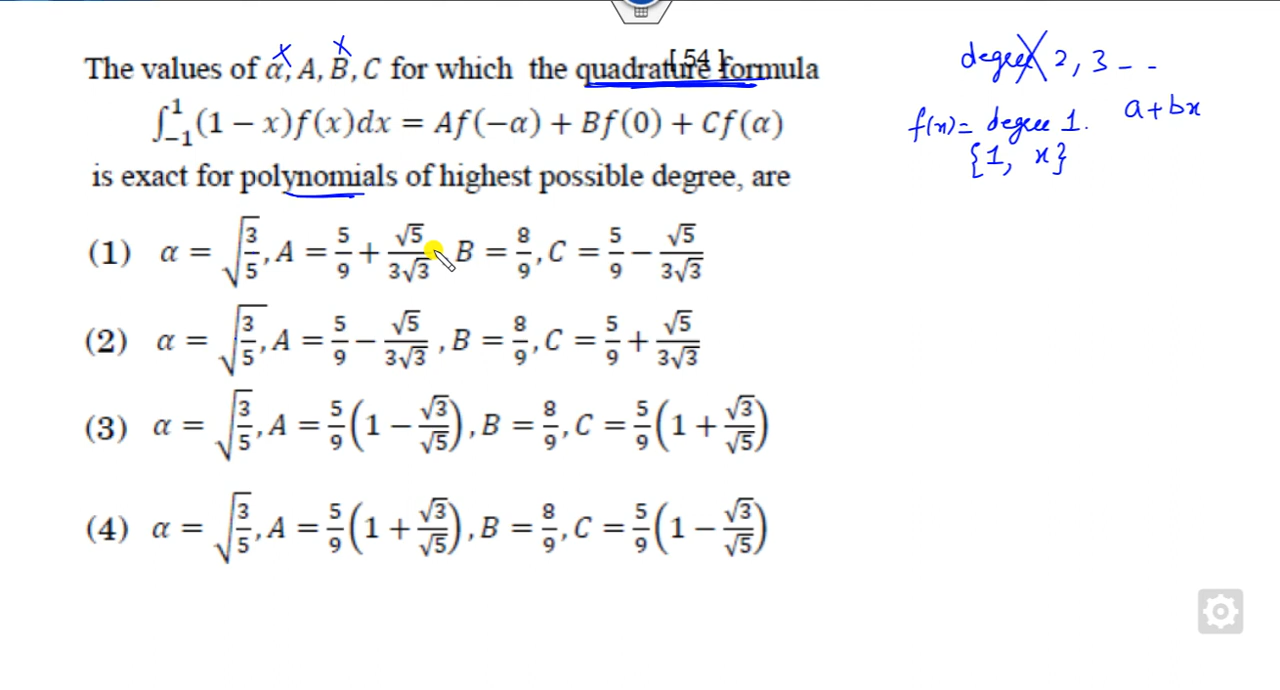 [ 54 ]
The values of α, A, B, C for which the quadrature formula
∫₋₁¹(1 − x)f(x)dx = Af(−α) + Bf(0) + Cf(α)
is exact for polynomials of highest possible degree, are
(1) α = √(3/5), A = 5/9 + √5/(3√3) B = 8/9, C = 5/9 − √5/(3√3)
(2) α = √(3/5), A = 5/9 − √5/(3√3), B = 8/9, C = 5/9 + √5/(3√3)
(3) α = √(3/5), A = 5/9(1 − √3/√5), B = 8/9, C = 5/9(1 + √3/√5)
(4) α = √(3/5), A = 5/9(1 + √3/√5), B = 8/9, C = 5/9(1 − √3/√5)
degree 2, 3 - -
f(x) = degree 1. a+bx
{1, x}